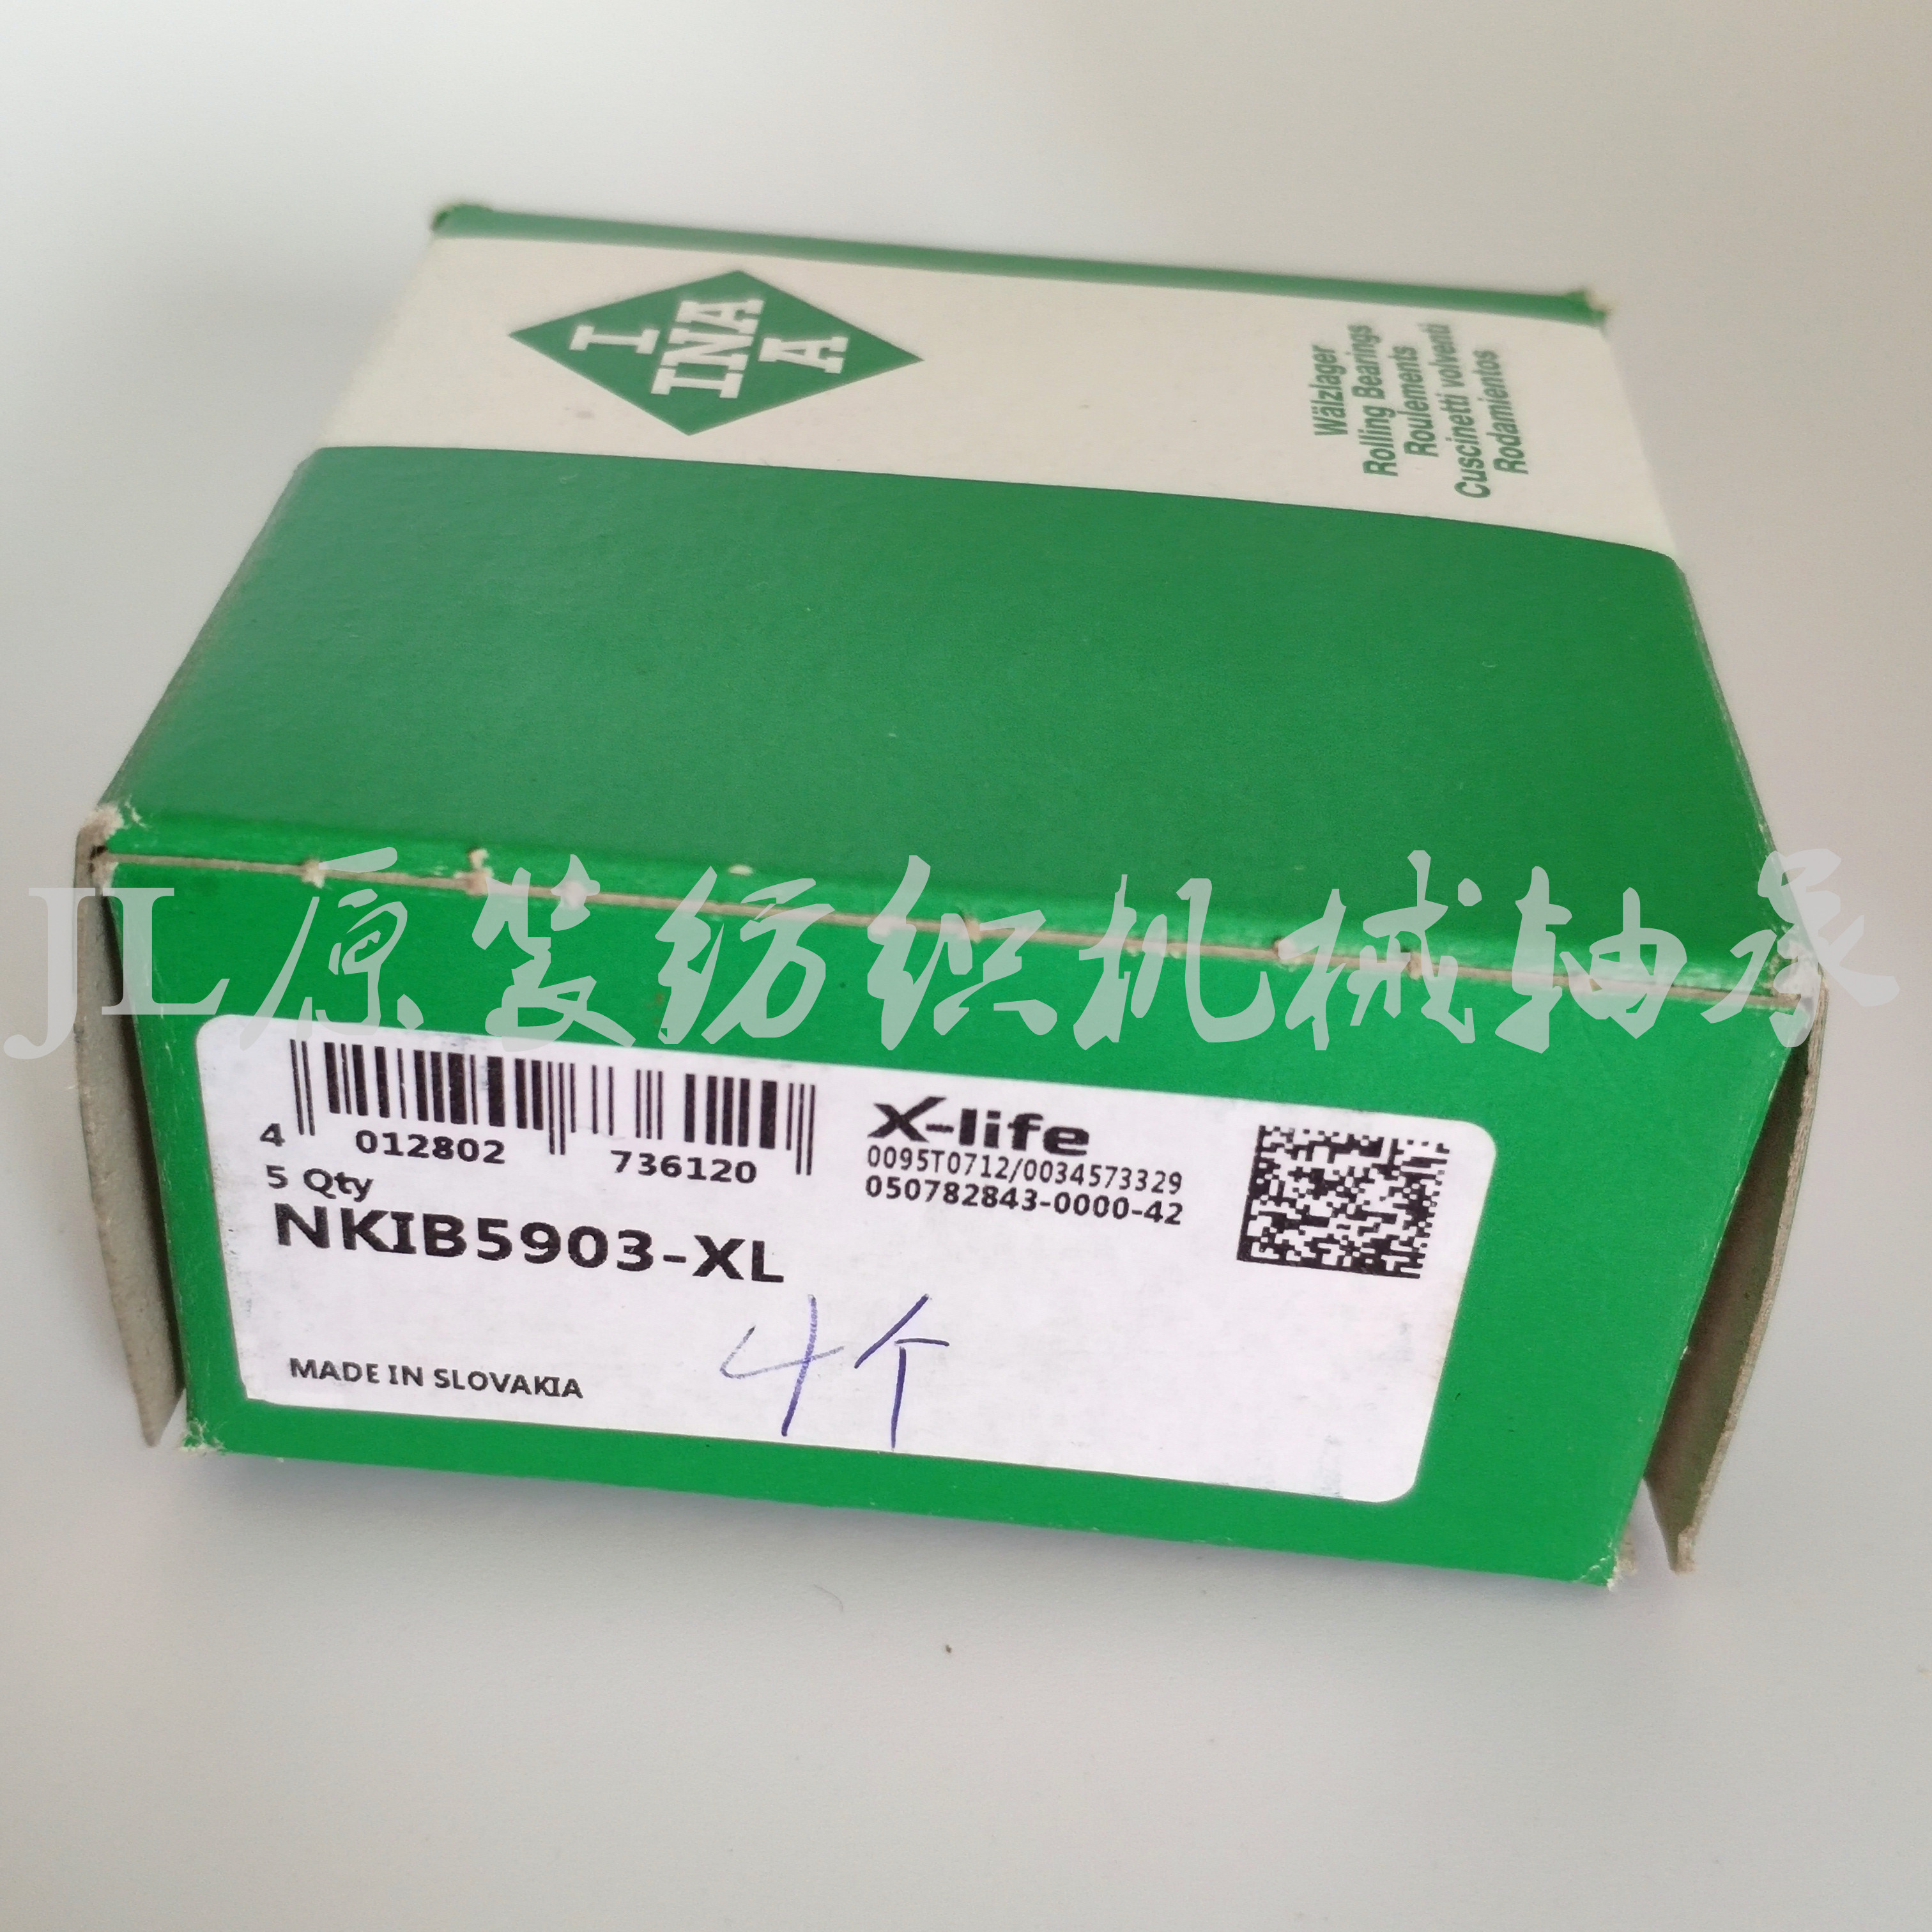 I
INA
A
Wälzlager
Rolling Bearings
Roulements
Cuscinetti volventi
Rodamientos
JL原装纺织机械轴承
4 012802 736120
X-life
0095T0712/0034573329
050782843-0000-42
5 Qty
NKIB5903-XL
4个
MADE IN SLOVAKIA